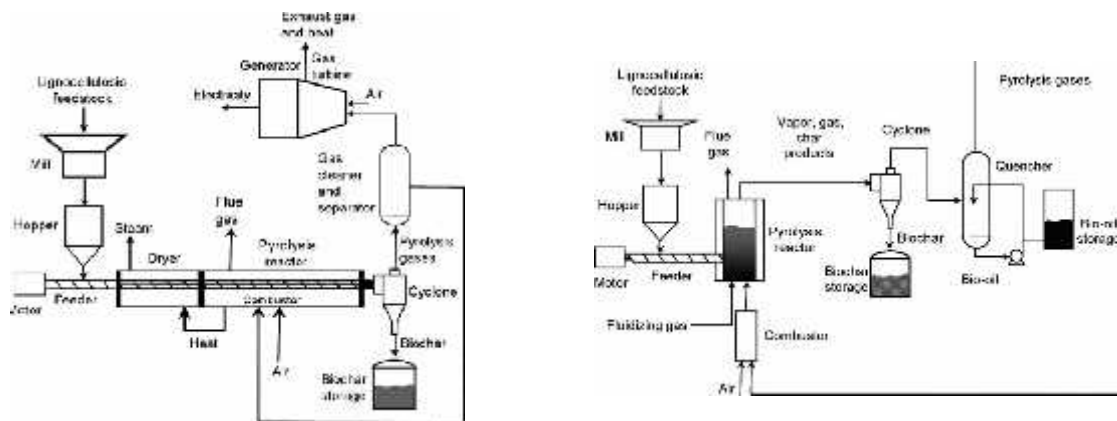 Exhaust gas
and heat
Generator
Gas
turbine
Lignocellulosic
feedstock
Electricity
Air
Mill
Gas
cleaner
and
separator
Hopper
Flue
gas
Steam
Dryer
Pyrolysis
reactor
Pyrolysis
gases
Motor
Feeder
Combustor
Cyclone
Heat
Biochar
Air
Biochar
storage
Lignocellulosic
feedstock
Pyrolysis gases
Mill
Flue
gas
Vapor, gas,
char
products
Cyclone
Quencher
Hopper
Pyrolysis
reactor
Biochar
Bio-oil
storage
Motor
Feeder
Biochar
storage
Bio-oil
Fluidizing gas
Combustor
Air